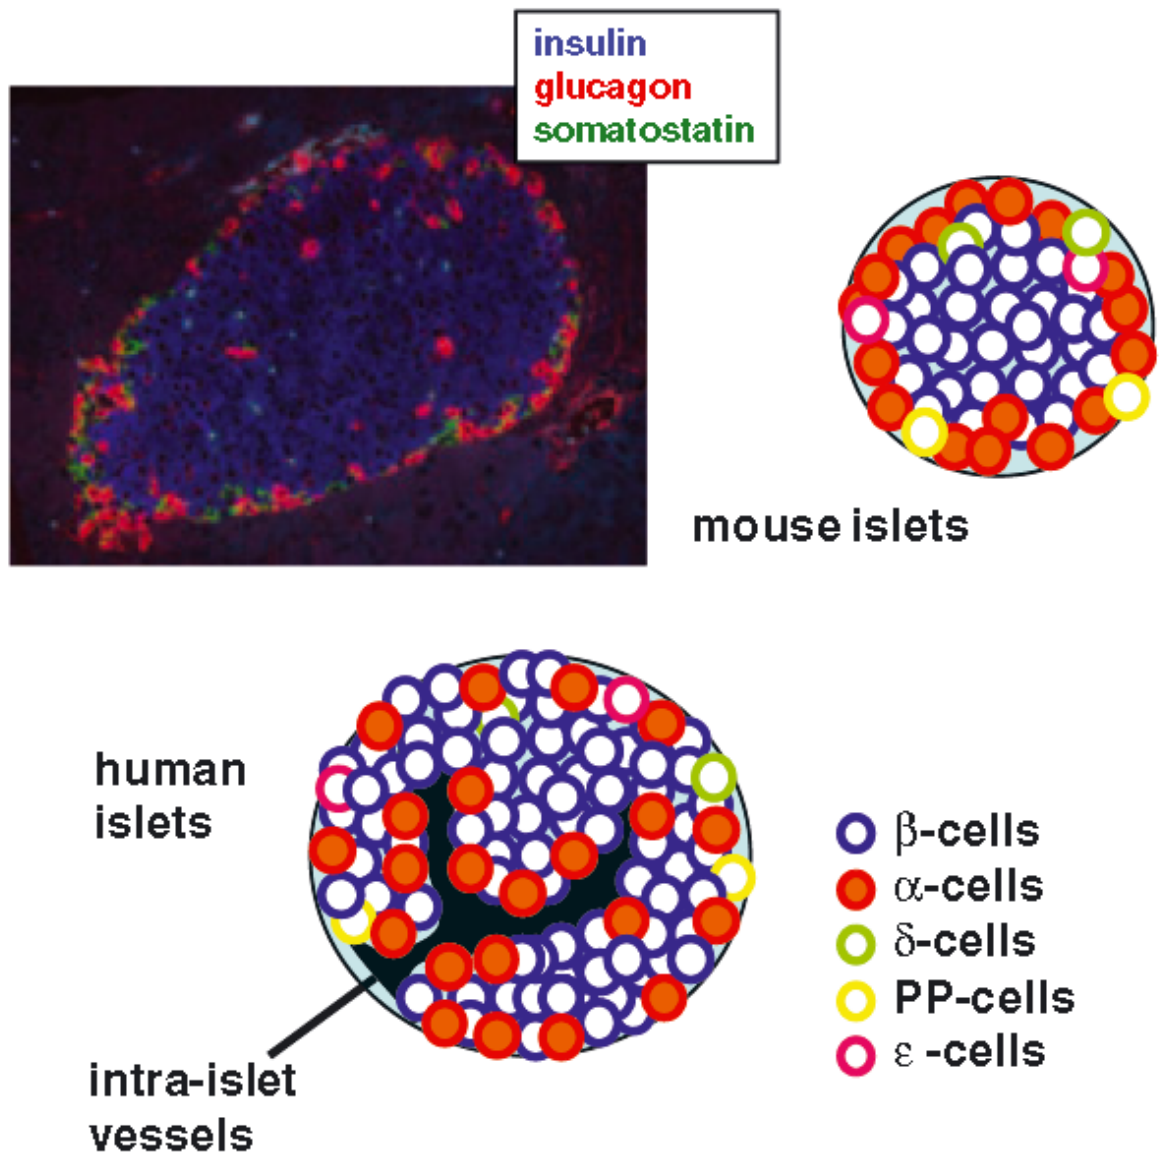 insulin
glucagon
somatostatin
mouse islets
human
islets
β-cells
α-cells
δ-cells
PP-cells
ε -cells
intra-islet
vessels